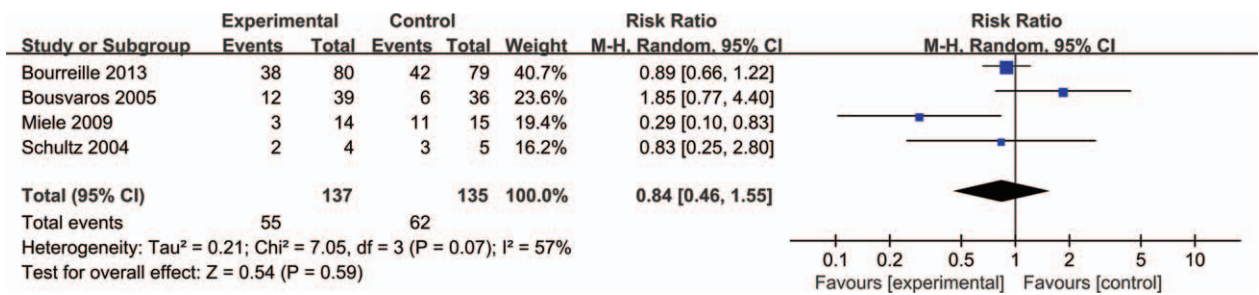 Experimental Control Risk Ratio Risk Ratio
Study or Subgroup Events Total Events Total Weight M-H, Random, 95% CI M-H, Random, 95% CI
Bourreille 2013 38 80 42 79 40.7% 0.89 [0.66, 1.22]
Bousvaros 2005 12 39 6 36 23.6% 1.85 [0.77, 4.40]
Miele 2009 3 14 11 15 19.4% 0.29 [0.10, 0.83]
Schultz 2004 2 4 3 5 16.2% 0.83 [0.25, 2.80]
Total (95% CI) 137 135 100.0% 0.84 [0.46, 1.55]
Total events 55 62
Heterogeneity: Tau² = 0.21; Chi² = 7.05, df = 3 (P = 0.07); I² = 57%
Test for overall effect: Z = 0.54 (P = 0.59)
0.1 0.2 0.5 1 2 5 10
Favours [experimental] Favours [control]